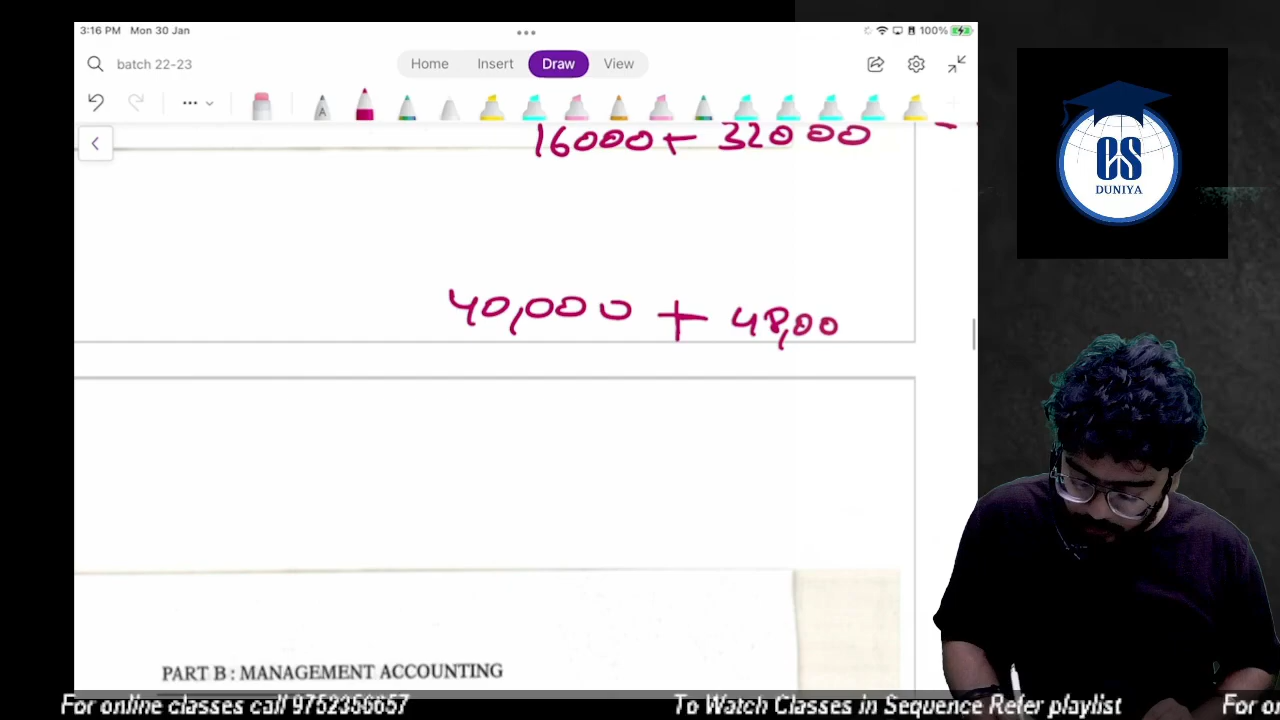 3:16 PM Mon 30 Jan
100%
batch 22-23
Home Insert Draw View
A
16000+ 32000
40,000 + 48,00
PART B : MANAGEMENT ACCOUNTING
CS
DUNIYA
For online classes call 9752356657 To Watch Classes in Sequence Refer playlist For o